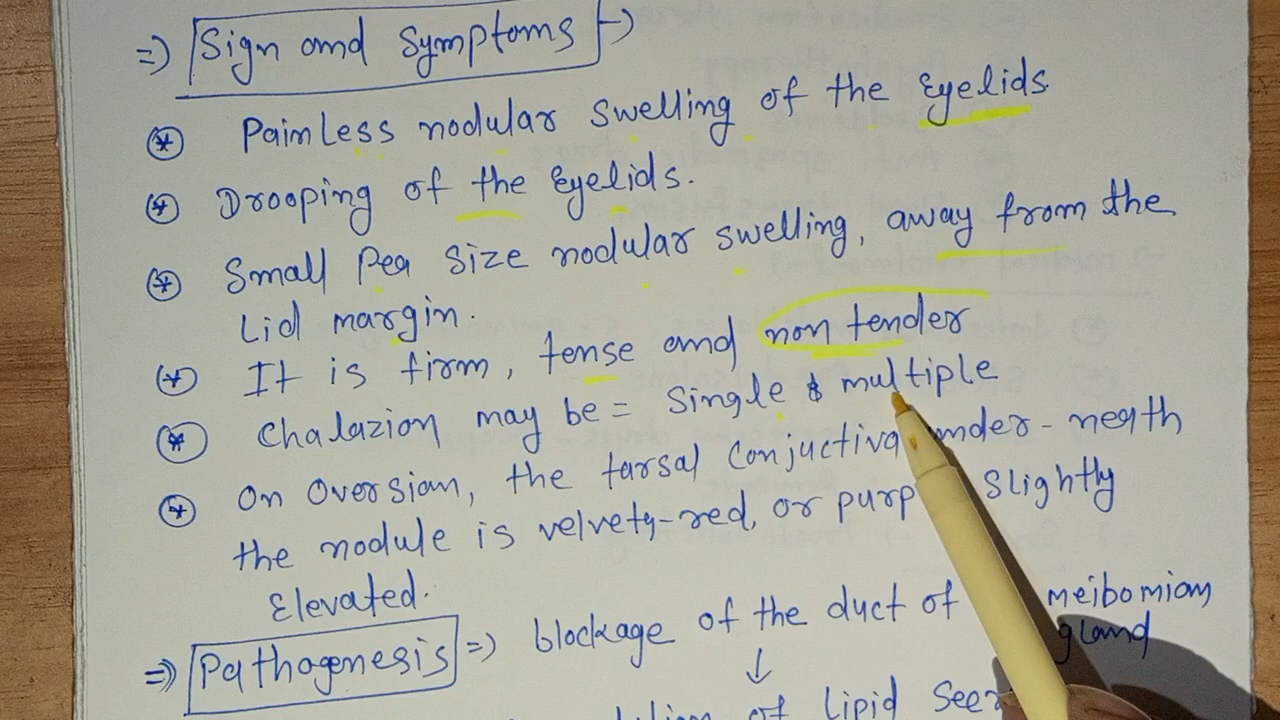 => Sign and Symptoms ->
* Painless nodular swelling of the Eyelids.
* Drooping of the Eyelids.
* Small Pea size nodular swelling, away from the
Lid margin.
* It is firm, tense and non tender
* Chalazion may be = single & multiple
* On Oversion, the tarsal conjuctiva under-neath
the nodule is velvety-red, or purp slightly
Elevated.
=> Pathogenesis => blockage of the duct of meibomian
gland
↓
of lipid